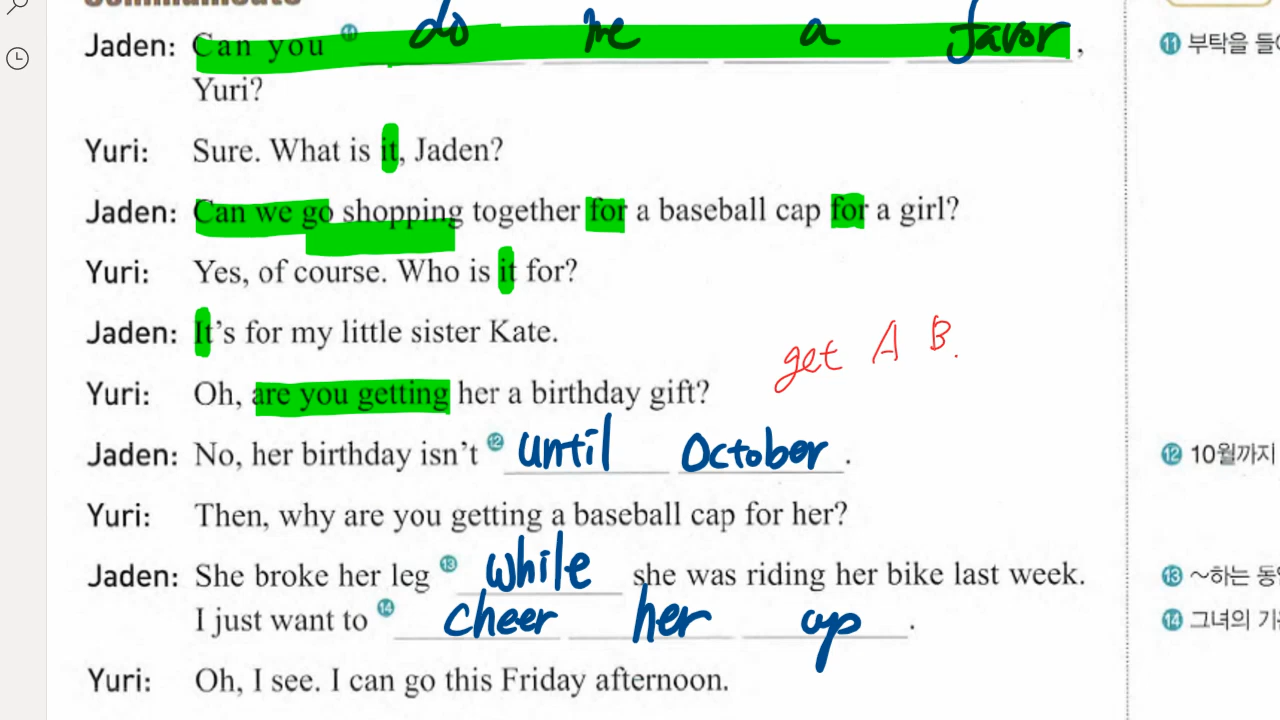 Jaden: Can you ⑪ do me a favor, ⑪ 부탁을
Yuri?
Yuri: Sure. What is it, Jaden?
Jaden: Can we go shopping together for a baseball cap for a girl?
Yuri: Yes, of course. Who is it for?
Jaden: It's for my little sister Kate.
get A B.
Yuri: Oh, are you getting her a birthday gift?
Jaden: No, her birthday isn't ⑫ until October. ⑫ 10월까지
Yuri: Then, why are you getting a baseball cap for her?
Jaden: She broke her leg ⑬ while she was riding her bike last week. ⑬ ~하는
I just want to ⑭ cheer her up. ⑭ 그녀의
Yuri: Oh, I see. I can go this Friday afternoon.